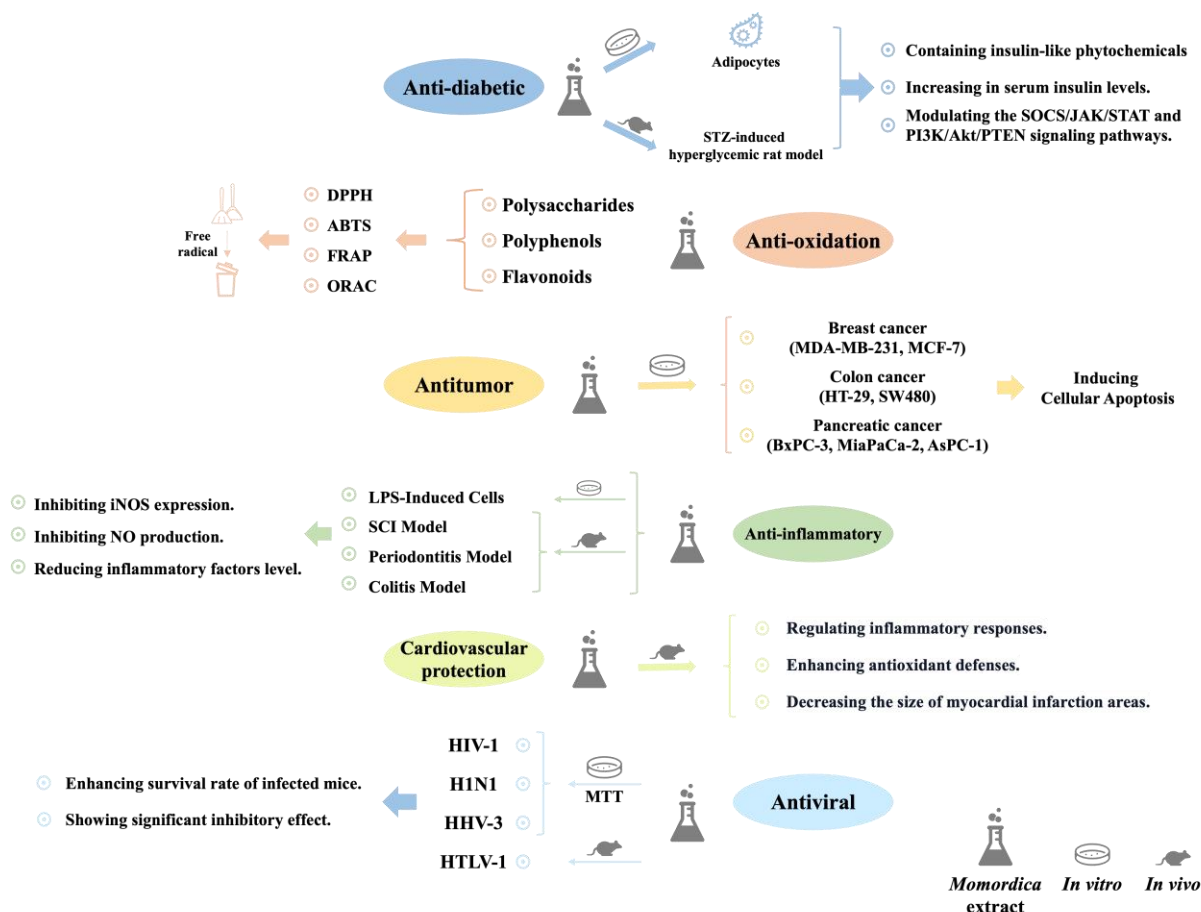 Anti-diabetic
Adipocytes
STZ-induced
hyperglycemic rat model
Containing insulin-like phytochemicals
Increasing in serum insulin levels.
Modulating the SOCS/JAK/STAT and
PI3K/Akt/PTEN signaling pathways.
Free
radical
DPPH
ABTS
FRAP
ORAC
Polysaccharides
Polyphenols
Flavonoids
Anti-oxidation
Antitumor
Breast cancer
(MDA-MB-231, MCF-7)
Colon cancer
(HT-29, SW480)
Pancreatic cancer
(BxPC-3, MiaPaCa-2, AsPC-1)
Inducing
Cellular Apoptosis
Inhibiting iNOS expression.
Inhibiting NO production.
Reducing inflammatory factors level.
LPS-Induced Cells
SCI Model
Periodontitis Model
Colitis Model
Anti-inflammatory
Cardiovascular
protection
Regulating inflammatory responses.
Enhancing antioxidant defenses.
Decreasing the size of myocardial infarction areas.
Enhancing survival rate of infected mice.
Showing significant inhibitory effect.
HIV-1
H1N1
HHV-3
HTLV-1
MTT
Antiviral
Momordica
extract
In vitro
In vivo